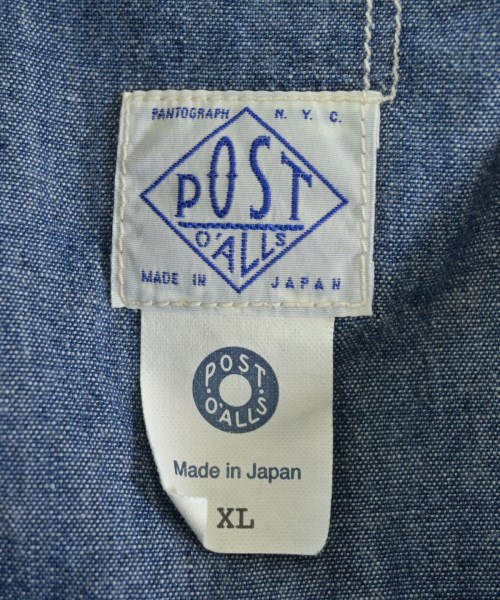 PANTOGRAPH N.Y.C.
POST
O'ALLs
MADE IN JAPAN
POST
O'ALLS
Made in Japan
XL